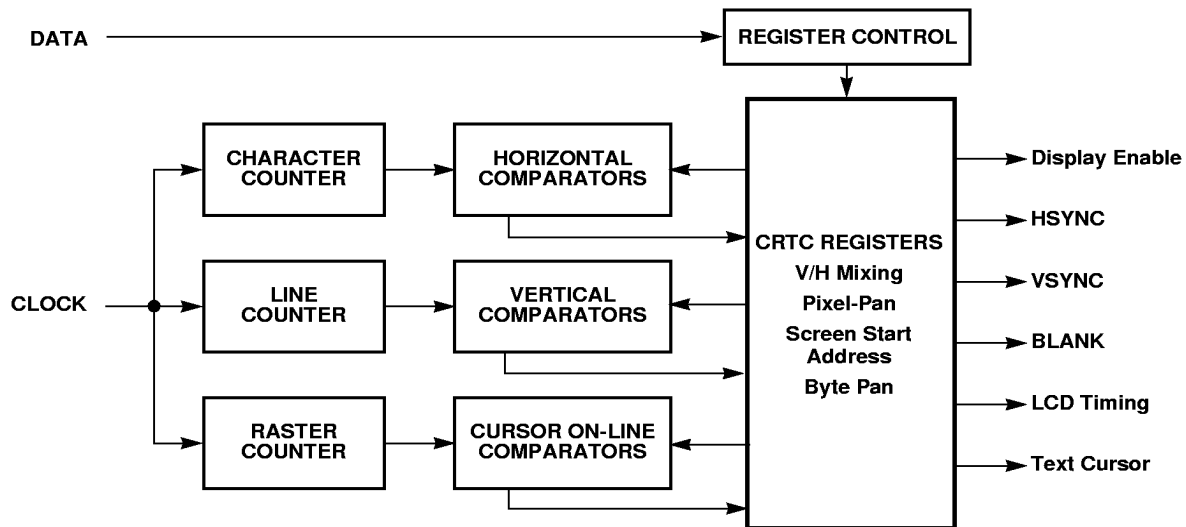 DATA
REGISTER CONTROL
CHARACTER
COUNTER
HORIZONTAL
COMPARATORS
Display Enable
HSYNC
CRTC REGISTERS
V/H Mixing
Pixel-Pan
Screen Start
Address
Byte Pan
CLOCK
LINE
COUNTER
VERTICAL
COMPARATORS
VSYNC
BLANK
LCD Timing
RASTER
COUNTER
CURSOR ON-LINE
COMPARATORS
Text Cursor